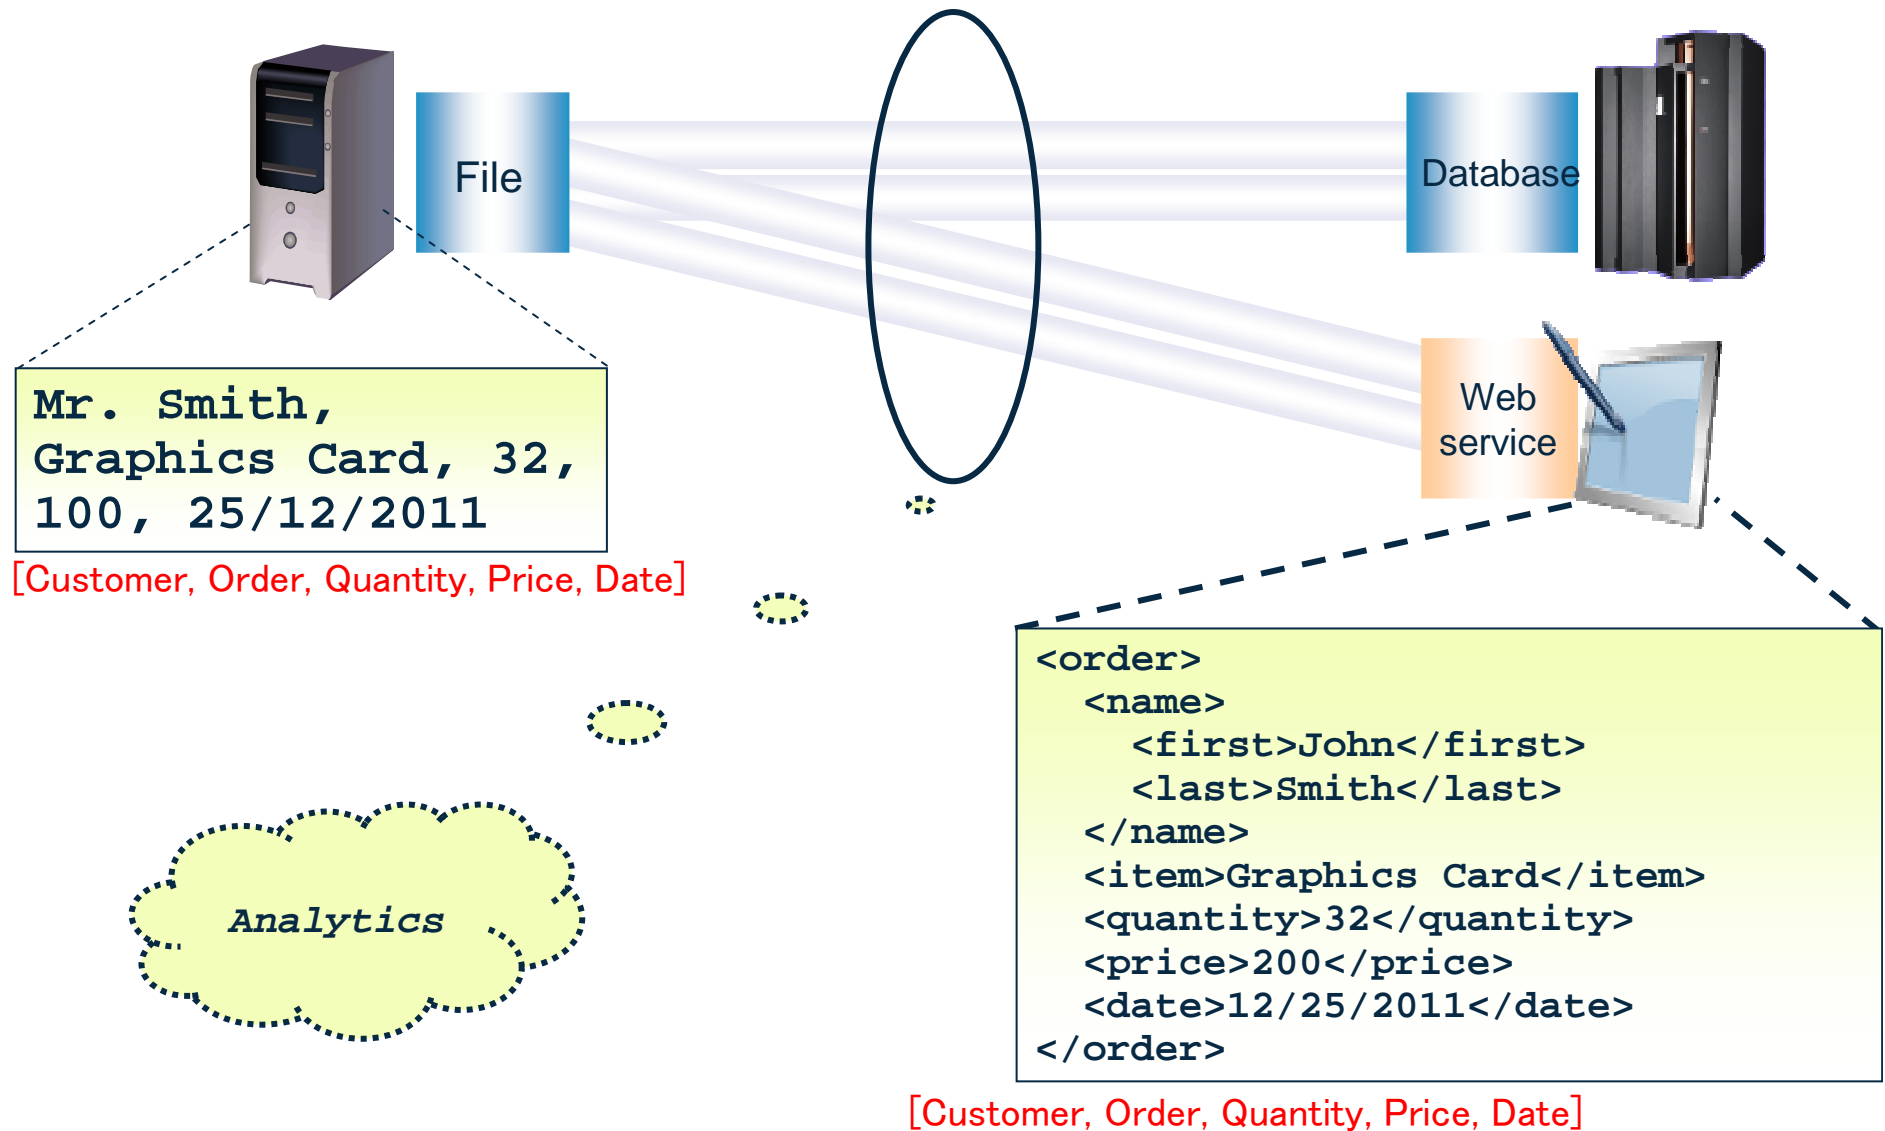 File
Database
Web
service
Mr. Smith,
Graphics Card, 32,
100, 25/12/2011
[Customer, Order, Quantity, Price, Date]
Analytics
<order>
<name>
<first>John</first>
<last>Smith</last>
</name>
<item>Graphics Card</item>
<quantity>32</quantity>
<price>200</price>
<date>12/25/2011</date>
</order>
[Customer, Order, Quantity, Price, Date]